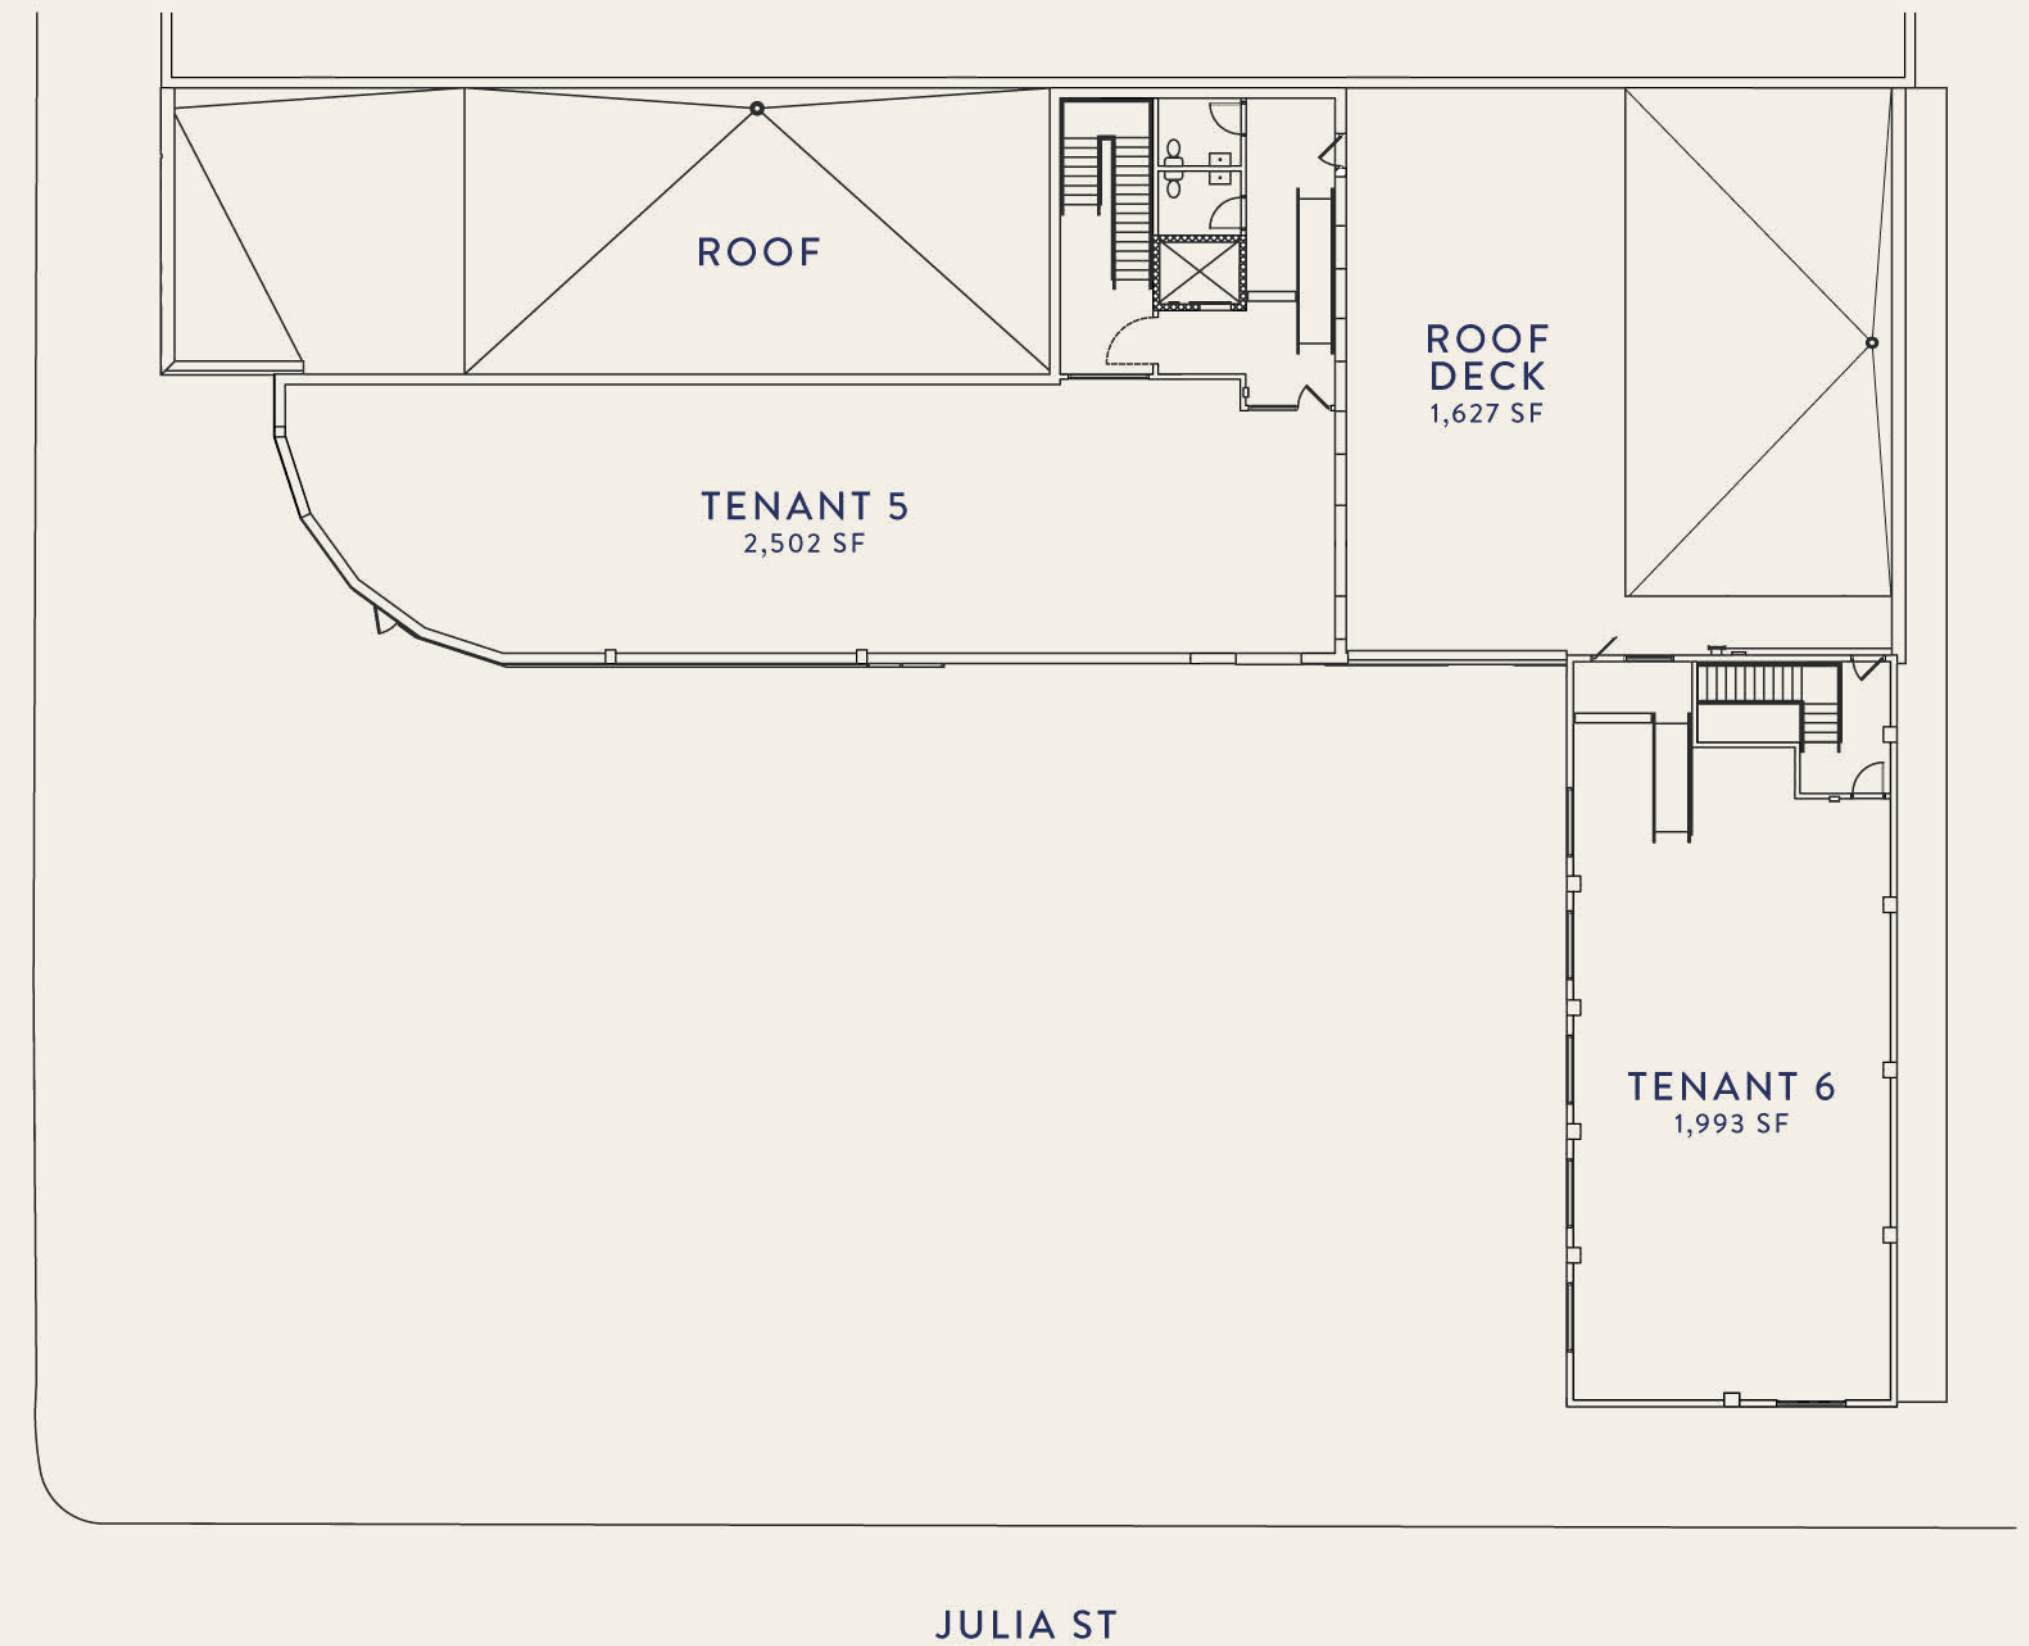 ROOF
ROOF
DECK
1,627 SF
TENANT 5
2,502 SF
TENANT 6
1,993 SF
JULIA ST